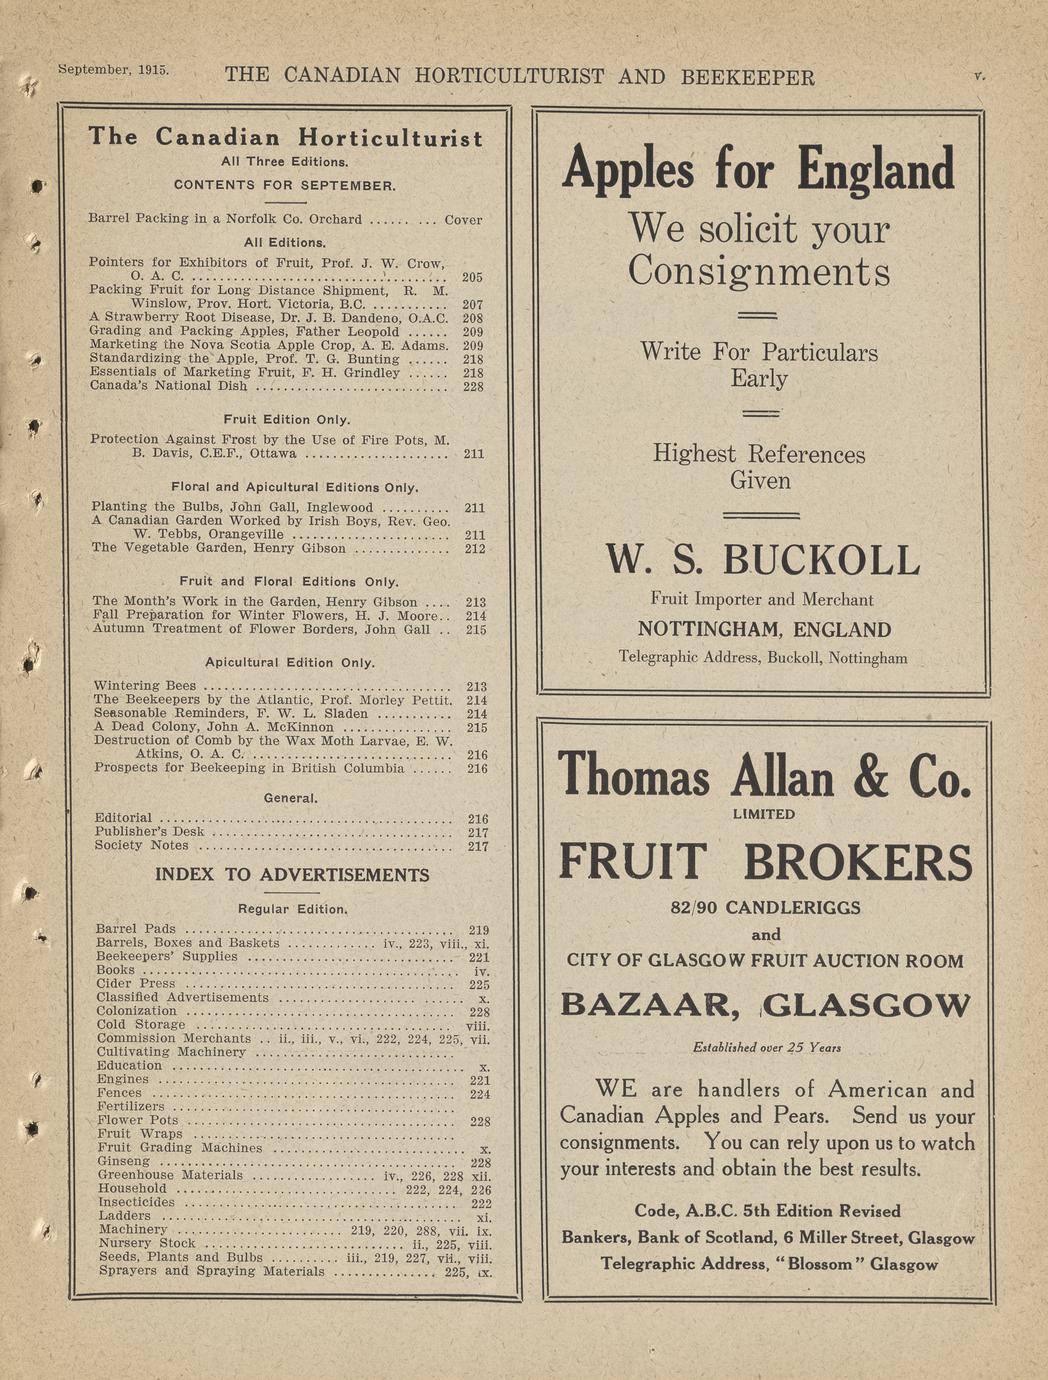 September, 1915.
THE CANADIAN HORTICULTURIST AND BEEKEEPER
v.
The Canadian Horticulturist
All Three Editions.
CONTENTS FOR SEPTEMBER.
Barrel Packing in a Norfolk Co. Orchard ...... ... Cover
All Editions.
Pointers for Exhibitors of Fruit, Prof. J. W. Crow,
O. A. C. ................................. 205
Packing Fruit for Long Distance Shipment, R. M.
Winslow, Prov. Hort. Victoria, B.C. .......... 207
A Strawberry Root Disease, Dr. J. B. Dandeno, O.A.C. 208
Grading and Packing Apples, Father Leopold ...... 209
Marketing the Nova Scotia Apple Crop, A. E. Adams. 209
Standardizing the Apple, Prof. T. G. Bunting ...... 218
Essentials of Marketing Fruit, F. H. Grindley ...... 218
Canada's National Dish ......................... 228
Fruit Edition Only.
Protection Against Frost by the Use of Fire Pots, M.
B. Davis, C.E.F., Ottawa ................... 211
Floral and Apicultural Editions Only.
Planting the Bulbs, John Gall, Inglewood .......... 211
A Canadian Garden Worked by Irish Boys, Rev. Geo.
W. Tebbs, Orangeville ....................... 211
The Vegetable Garden, Henry Gibson .............. 212
Fruit and Floral Editions Only.
The Month's Work in the Garden, Henry Gibson .... 213
Fall Preparation for Winter Flowers, H. J. Moore.. 214
Autumn Treatment of Flower Borders, John Gall .. 215
Apicultural Edition Only.
Wintering Bees ................................ 213
The Beekeepers by the Atlantic, Prof. Morley Pettit. 214
Seasonable Reminders, F. W. L. Sladen ........... 214
A Dead Colony, John A. McKinnon ................ 215
Destruction of Comb by the Wax Moth Larvae, E. W.
Atkins, O. A. C. .......................... 216
Prospects for Beekeeping in British Columbia ...... 216
General.
Editorial ..................................... 216
Publisher's Desk ............................... 217
Society Notes ................................. 217
INDEX TO ADVERTISEMENTS
Regular Edition.
Barrel Pads .................................. 219
Barrels, Boxes and Baskets ............ iv., 223, viii., xi.
Beekeepers' Supplies ........................... 221
Books ........................................ iv.
Cider Press ................................... 225
Classified Advertisements ........................ x.
Colonization ................................... 228
Cold Storage ................................. viii.
Commission Merchants .. ii., iii., v., vi., 222, 224, 225, vii.
Cultivating Machinery ..........................
Education ..................................... x.
Engines ...................................... 221
Fences ....................................... 224
Fertilizers ....................................
Flower Pots ................................... 228
Fruit Wraps ...................................
Fruit Grading Machines ......................... x.
Ginseng ...................................... 228
Greenhouse Materials .................. iv., 226, 228 xii.
Household ............................ 222, 224, 226
Insecticides ................................... 222
Ladders ...................................... xi.
Machinery ....................... 219, 220, 288, vii. ix.
Nursery Stock .......................... ii., 225, viii.
Seeds, Plants and Bulbs .......... iii., 219, 227, vii., viii.
Sprayers and Spraying Materials .............. 225, ix.
Apples for England
We solicit your
Consignments
Write For Particulars
Early
Highest References
Given
W. S. BUCKOLL
Fruit Importer and Merchant
NOTTINGHAM, ENGLAND
Telegraphic Address, Buckoll, Nottingham
Thomas Allan & Co.
LIMITED
FRUIT BROKERS
82/90 CANDLERIGGS
and
CITY OF GLASGOW FRUIT AUCTION ROOM
BAZAAR, GLASGOW
Established over 25 Years
WE are handlers of American and
Canadian Apples and Pears. Send us your
consignments. You can rely upon us to watch
your interests and obtain the best results.
Code, A.B.C. 5th Edition Revised
Bankers, Bank of Scotland, 6 Miller Street, Glasgow
Telegraphic Address, "Blossom" Glasgow